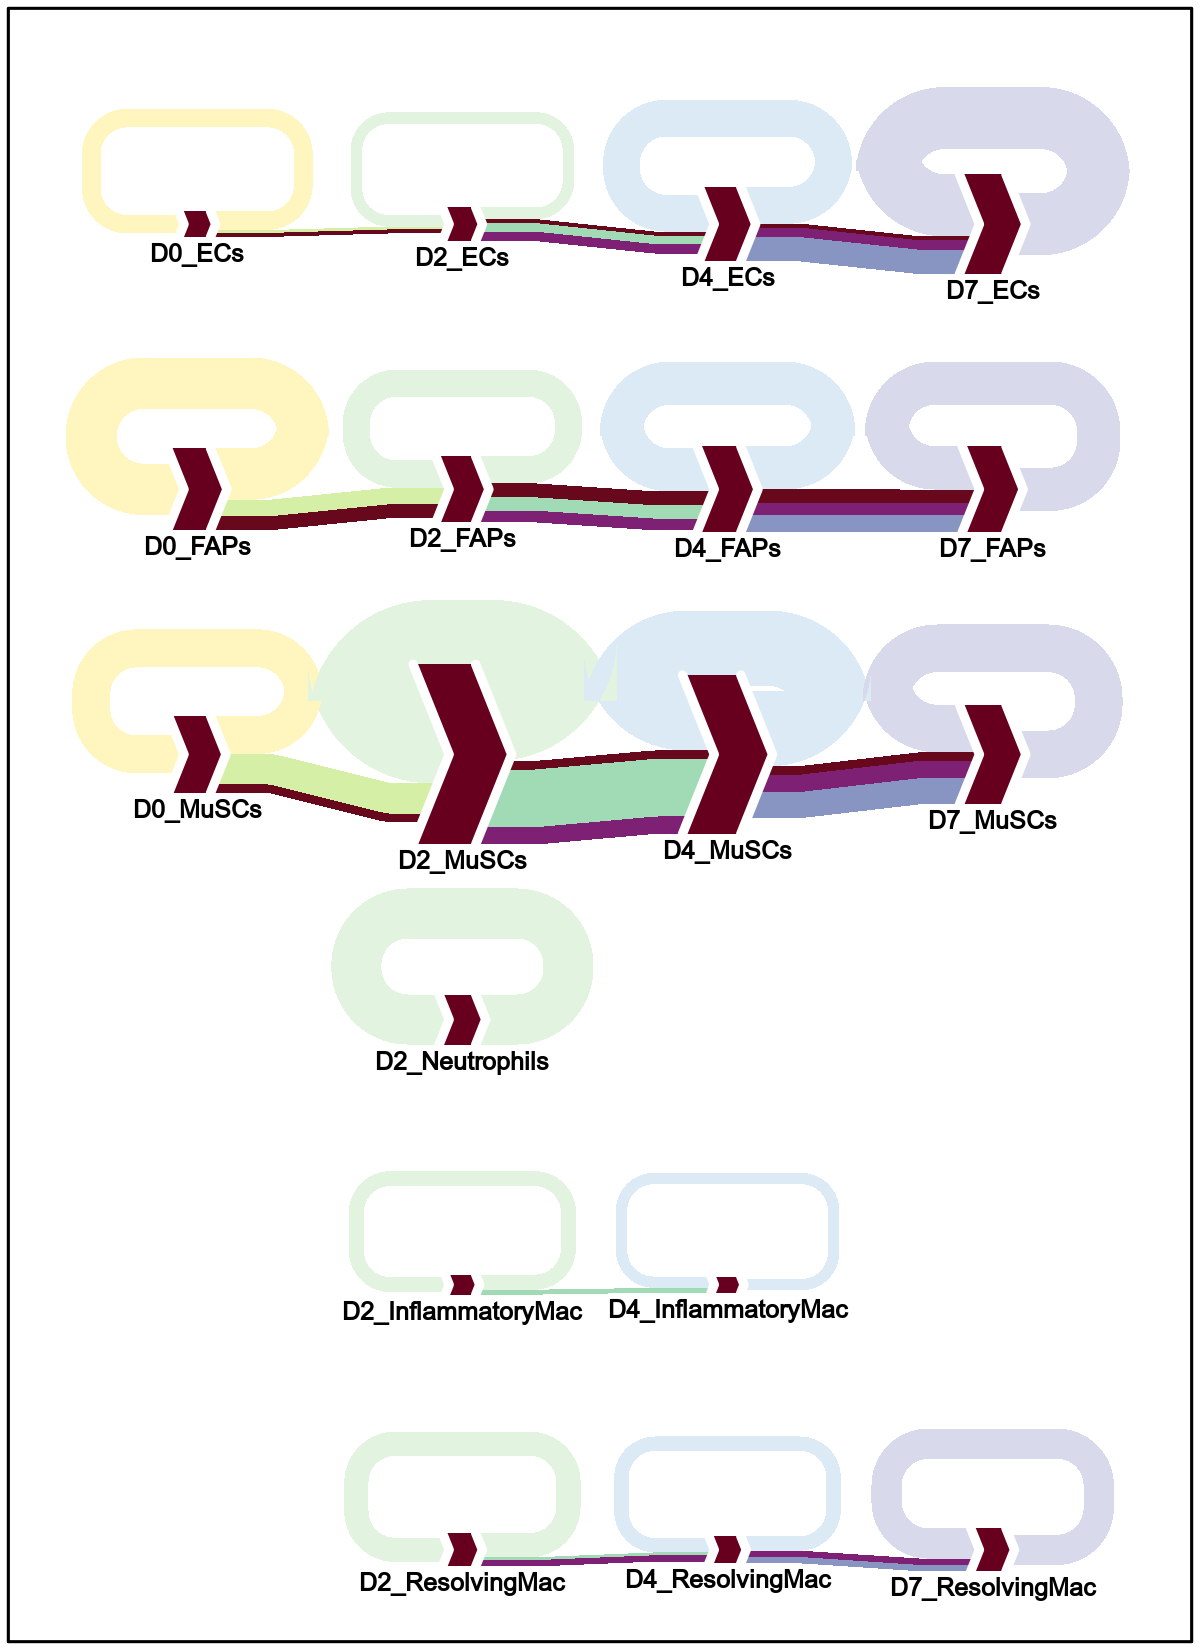 D0_ECs
D2_ECs
D4_ECs
D7_ECs
D0_FAPs
D2_FAPs
D4_FAPs
D7_FAPs
D0_MuSCs
D2_MuSCs
D4_MuSCs
D7_MuSCs
D2_Neutrophils
D2_InflammatoryMac
D4_InflammatoryMac
D2_ResolvingMac
D4_ResolvingMac
D7_ResolvingMac